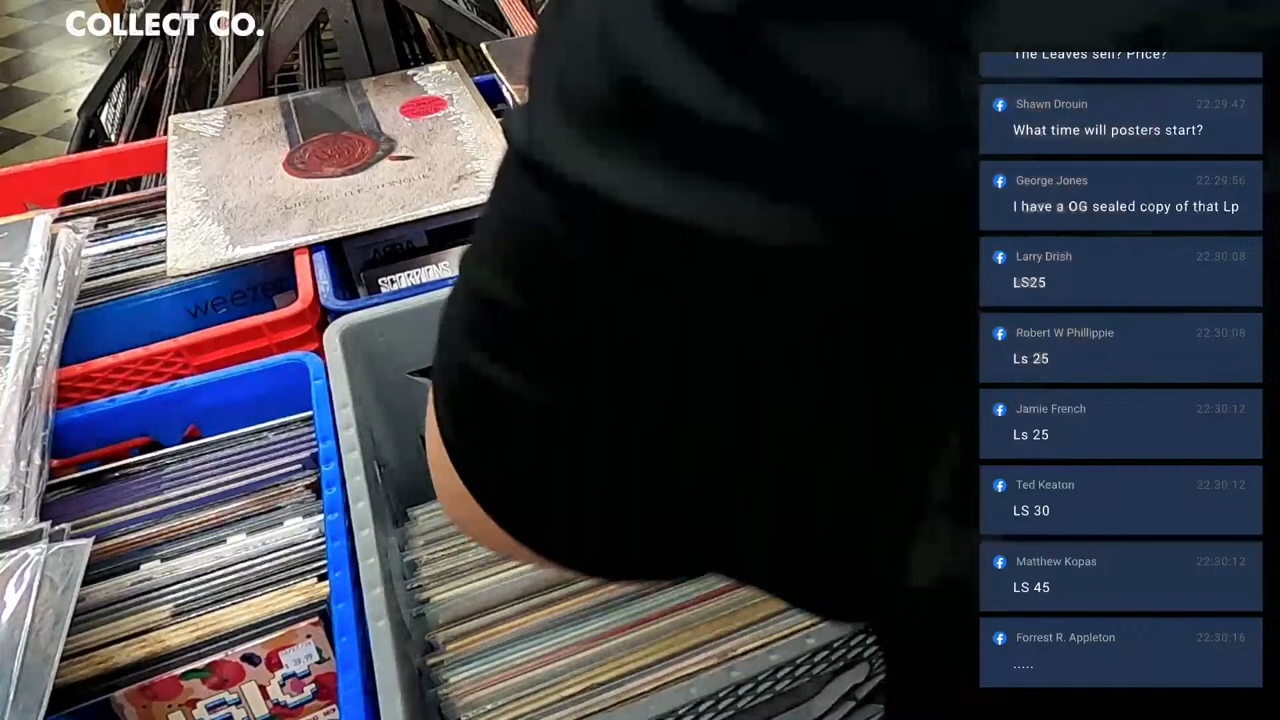 COLLECT CO.
ABBA
SCORPIONS
weezer
$ 39.99
The Leaves sell? Price?
Shawn Drouin 22:29:47
What time will posters start?
George Jones 22:29:56
I have a OG sealed copy of that Lp
Larry Drish 22:30:08
LS25
Robert W Phillippie 22:30:08
Ls 25
Jamie French 22:30:12
Ls 25
Ted Keaton 22:30:12
LS 30
Matthew Kopas 22:30:12
LS 45
Forrest R. Appleton 22:30:16
.....